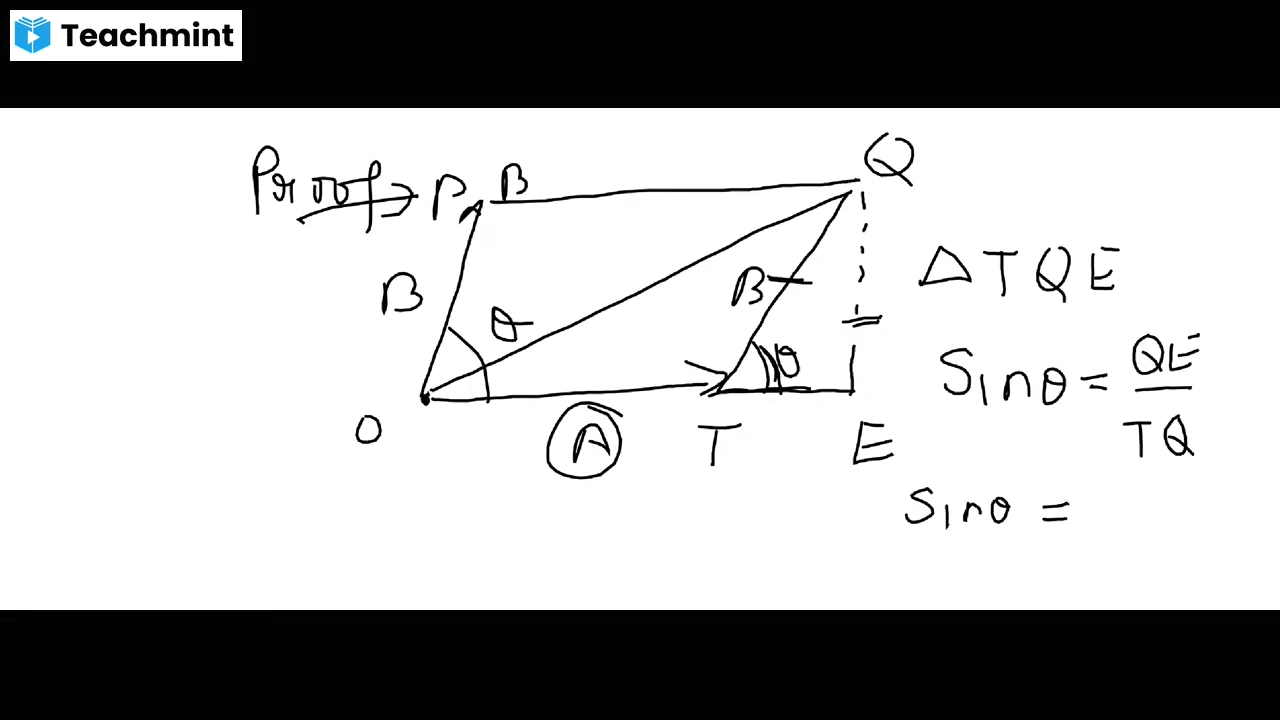 Teachmint
Proof → P B Q
B θ B θ
O A T E
Δ TQE
Sinθ = QE / TQ
Sinθ =